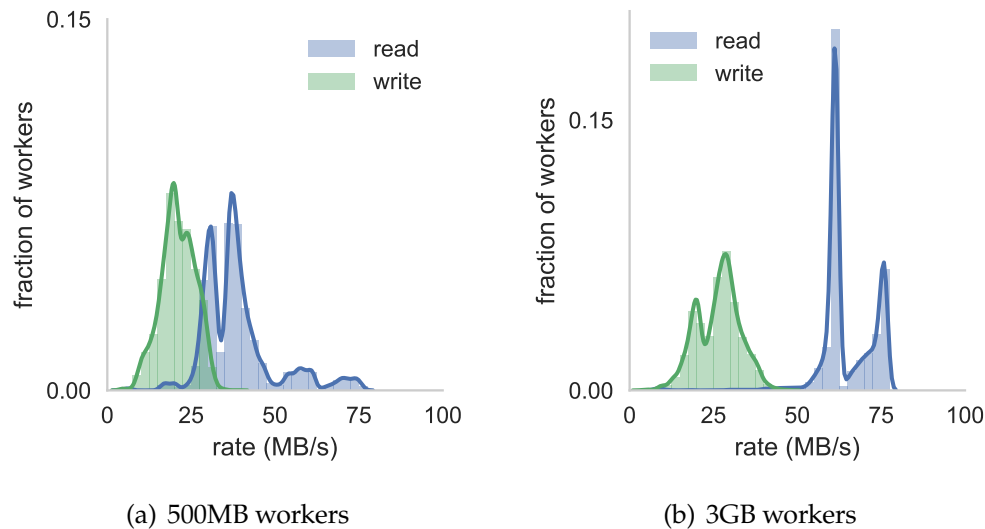 0.15
read
write
fraction of workers
0.00
0 25 50 75 100
rate (MB/s)
(a) 500MB workers
read
write
0.15
fraction of workers
0.00
0 25 50 75 100
rate (MB/s)
(b) 3GB workers